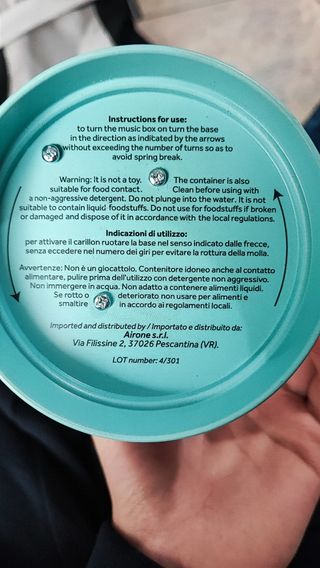 Instructions for use:
to turn the music box on turn the base
in the direction as indicated by the arrows
without exceeding the number of turns so as to
avoid spring break.
Warning: It is not a toy. The container is also
suitable for food contact. Clean before using with
a non-aggressive detergent. Do not plunge into the water. It is not
suitable to contain liquid foodstuffs. Do not use for foodstuffs if broken
or damaged and dispose of it in accordance with the local regulations.
Indicazioni di utilizzo:
per attivare il carillon ruotare la base nel senso indicato dalle frecce,
senza eccedere nel numero dei giri per evitare la rottura della molla.
Avvertenze: Non è un giocattolo. Contenitore idoneo anche al contatto
alimentare, pulire prima dell'utilizzo con detergente non aggressivo.
Non immergere in acqua. Non adatto a contenere alimenti liquidi.
Se rotto o deteriorato non usare per alimenti e
smaltire in accordo ai regolamenti locali.
Imported and distributed by / Importato e distribuito da:
Airone s.r.l.
Via Filissine 2, 37026 Pescantina (VR).
LOT number: 4/301